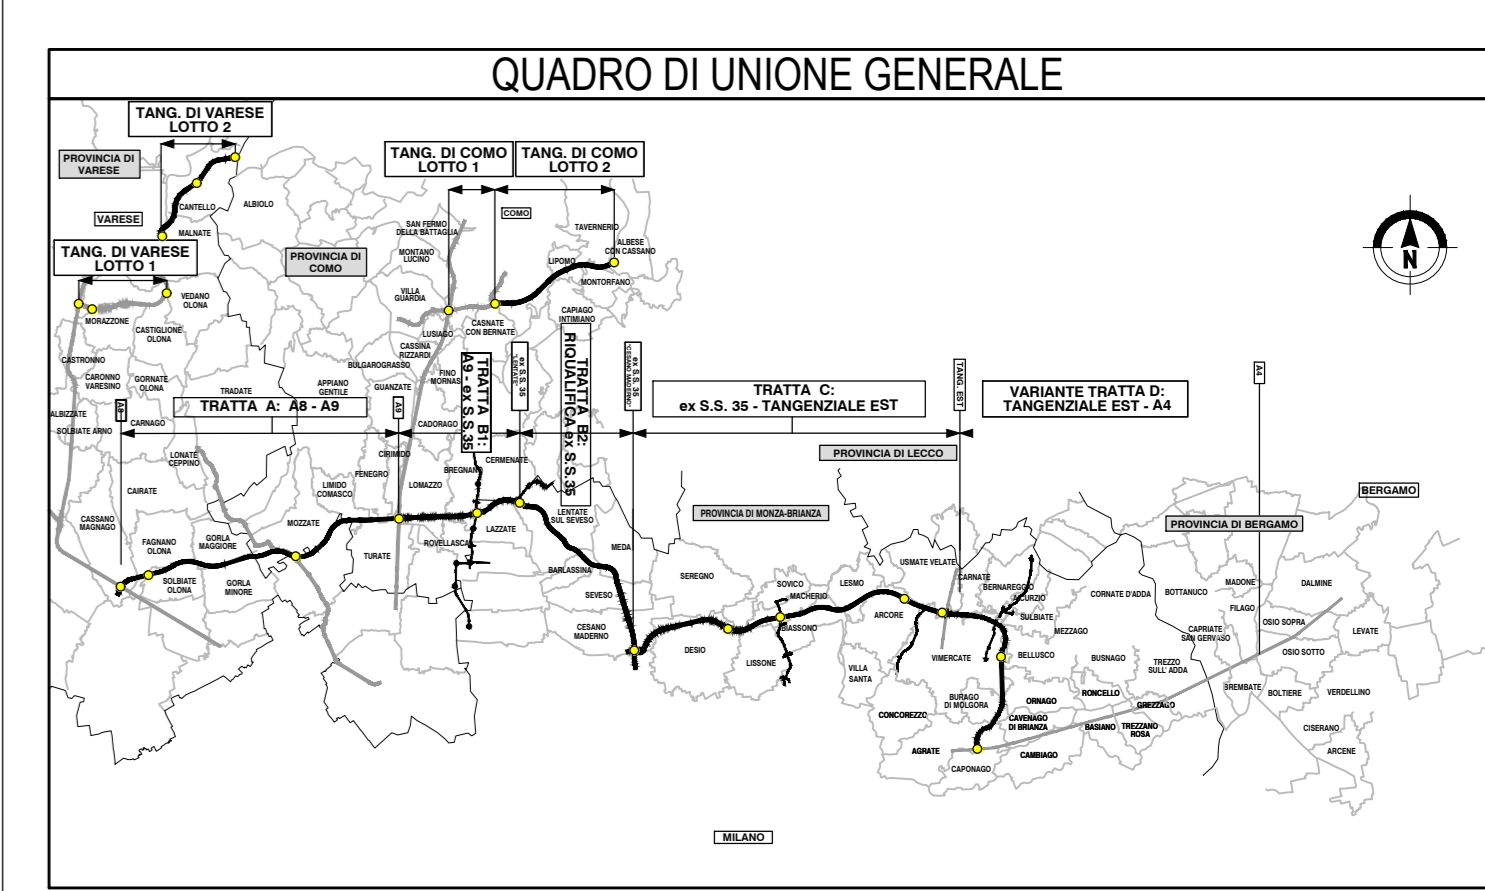 QUADRO DI UNIONE GENERALE
TANG. DI VARESE
LOTTO 2
PROVINCIA DI
VARESE
CANTELLO
ALBIOLO
VARESE
MALNATE
TANG. DI VARESE
LOTTO 1
VEDANO
OLONA
MORAZZONE
CASTIGLIONE
OLONA
PROVINCIA DI
COMO
TANG. DI COMO
LOTTO 1
TANG. DI COMO
LOTTO 2
COMO
SAN FERMO
DELLA BATTAGLIA
MONTANO
LUCINO
VILLA
GUARDIA
TAVERNERIO
ALBESE
CON CASSANO
LIPOMO
MONTORFANO
CAPIAGO
INTIMIANO
LUSIAGO
CASNATE
CON BERNATE
CASSINA
RIZZARDI
BULGAROGRASSO
FINO
MORNAS
GUANZATE
APPIANO
GENTILE
CASTRONNO
CARONNO
VARESINO
GORNATE
OLONA
TRADATE
ALBIZZATE
SOLBIATE ARNO
CARNAGO
A8
TRATTA A: A8 - A9
A9
TRATTA B1:
A9 - ex S.S.35
ex S.S. 35
"LENTATE"
TRATTA B2:
RIQUALIFICA ex S.S.35
ex S.S. 35
"CESANO MADERNO"
TRATTA C:
ex S.S. 35 - TANGENZIALE EST
TANG. EST
VARIANTE TRATTA D:
TANGENZIALE EST - A4
A4
N
CADORAGO
CERMENATE
BREGNANO
CIRIMIDO
FENEGRO
LOMAZZO
LIMIDO
COMASCO
LONATE
CEPPINO
CAIRATE
CASSANO
MAGNAGO
FAGNANO
OLONA
GORLA
MAGGIORE
MOZZATE
SOLBIATE
OLONA
GORLA
MINORE
TURATE
ROVELLASCA
LAZZATE
LENTATE
SUL SEVESO
MEDA
BARLASSINA
SEVESO
CESANO
MADERNO
PROVINCIA DI LECCO
PROVINCIA DI MONZA-BRIANZA
BERGAMO
PROVINCIA DI BERGAMO
SEREGNO
SOVICO
MACHERIO
LESMO
BIASSONO
DESIO
LISSONE
ARCORE
USMATE VELATE
CARNATE
BERNAREGGIO
SULBIATE
MEZZAGO
CORNATE D'ADDA
BOTTANUCO
MADONE
FILAGO
DALMINE
OSIO SOPRA
LEVATE
CAPRIATE
SAN GERVASO
OSIO SOTTO
VILLA
SANTA
VIMERCATE
BELLUSCO
BUSNAGO
TREZZO
SULL' ADDA
BREMBATE
BOLTIERE
VERDELLINO
CISERANO
ARCENE
CONCOREZZO
BURAGO
DI MOLGORA
ORNAGO
RONCELLO
GREZZAGO
CAVENAGO
DI BRIANZA
BASIANO
TREZZANO
ROSA
AGRATE
CAPONAGO
CAMBIAGO
MILANO